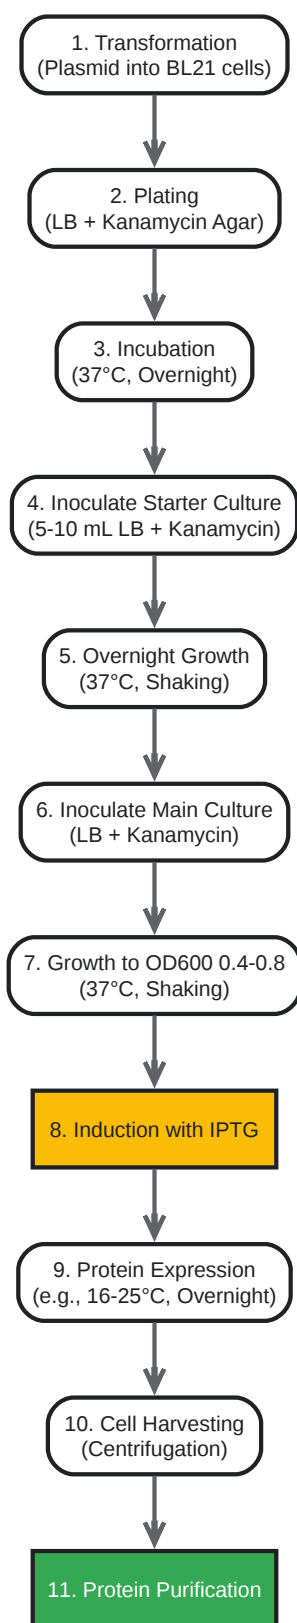 1. Transformation
(Plasmid into BL21 cells)
2. Plating
(LB + Kanamycin Agar)
3. Incubation
(37°C, Overnight)
4. Inoculate Starter Culture
(5-10 mL LB + Kanamycin)
5. Overnight Growth
(37°C, Shaking)
6. Inoculate Main Culture
(LB + Kanamycin)
7. Growth to OD600 0.4-0.8
(37°C, Shaking)
8. Induction with IPTG
9. Protein Expression
(e.g., 16-25°C, Overnight)
10. Cell Harvesting
(Centrifugation)
11. Protein Purification